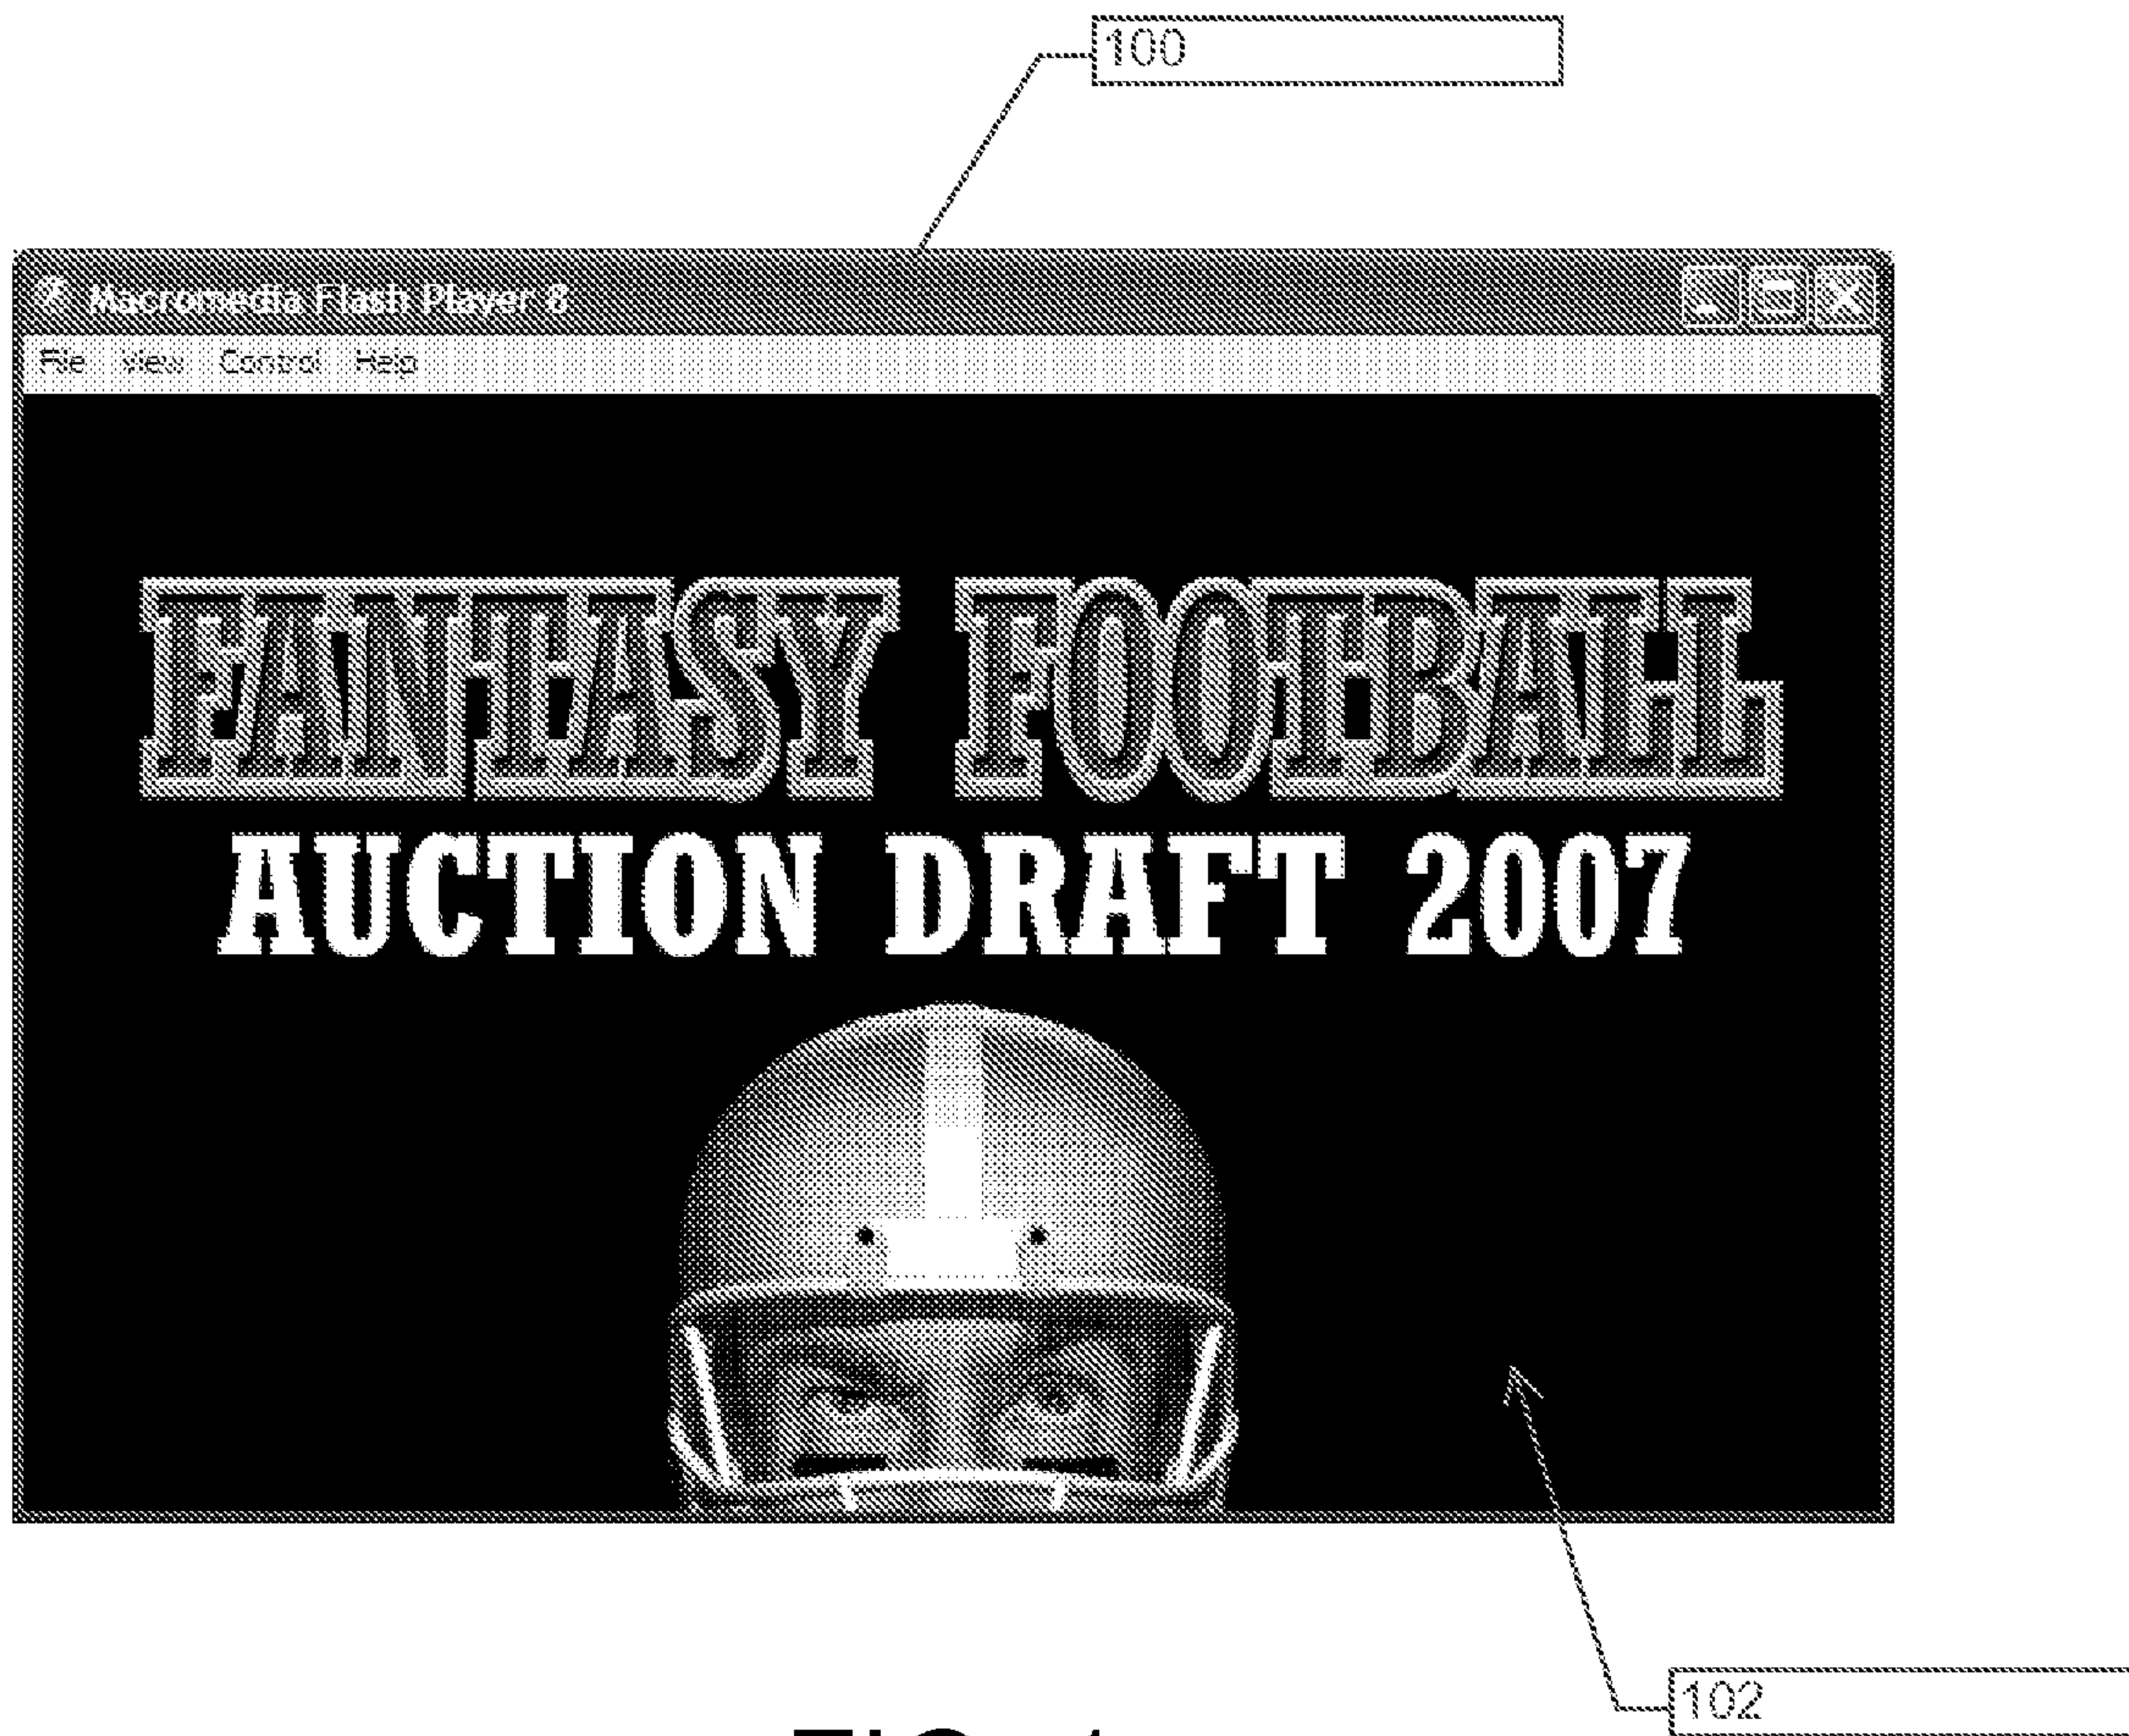 100
Macromedia Flash Player 8
File View Control Help
FANTASY FOOTBALL
AUCTION DRAFT 2007
102